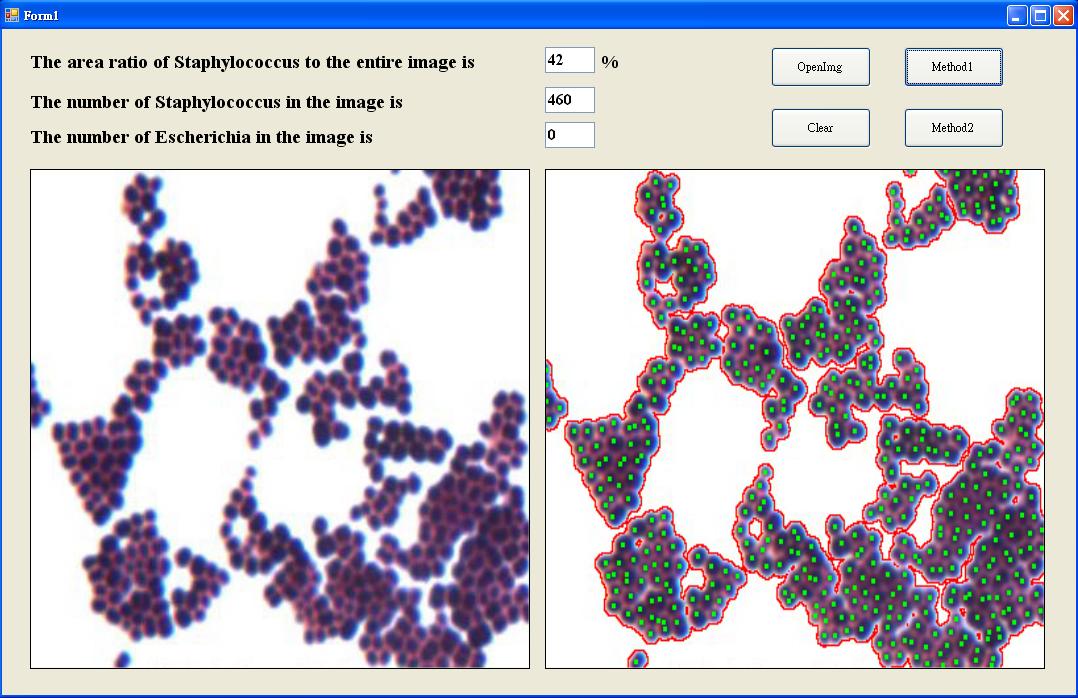 Form1
The area ratio of Staphylococcus to the entire image is 42 %
The number of Staphylococcus in the image is 460
The number of Escherichia in the image is 0
OpenImg Method1
Clear Method2